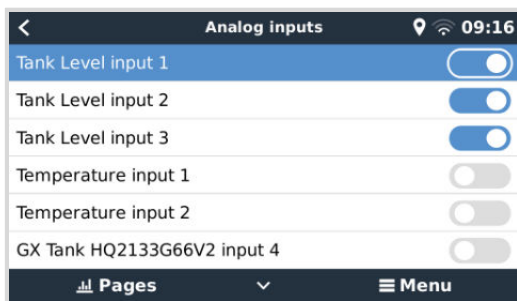 Analog inputs 09:16
Tank Level input 1
Tank Level input 2
Tank Level input 3
Temperature input 1
Temperature input 2
GX Tank HQ2133G66V2 input 4
Pages Menu